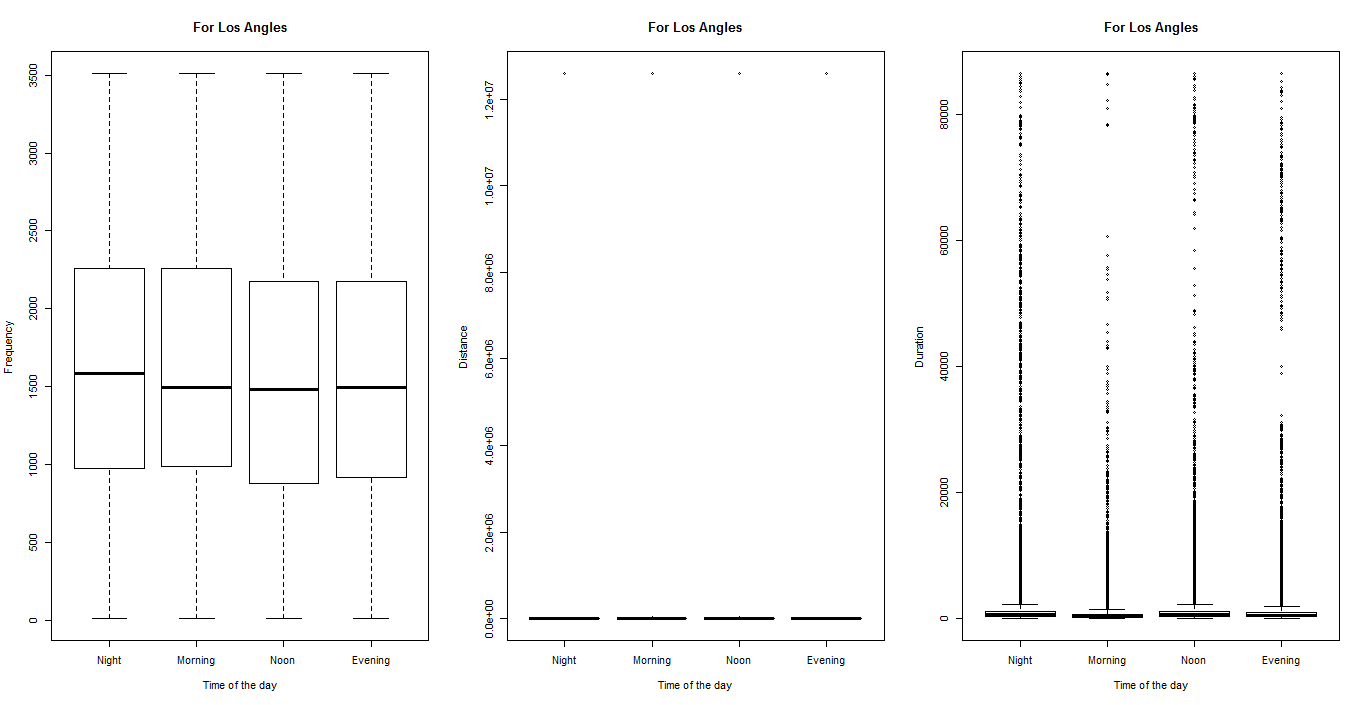 For Los Angles
3500
3000
2500
2000
1500
1000
500
0
Frequency
Night Morning Noon Evening
Time of the day
For Los Angles
1.2e+07
1.0e+07
8.0e+06
6.0e+06
4.0e+06
2.0e+06
0.0e+00
Distance
Night Morning Noon Evening
Time of the day
For Los Angles
80000
60000
40000
20000
0
Duration
Night Morning Noon Evening
Time of the day